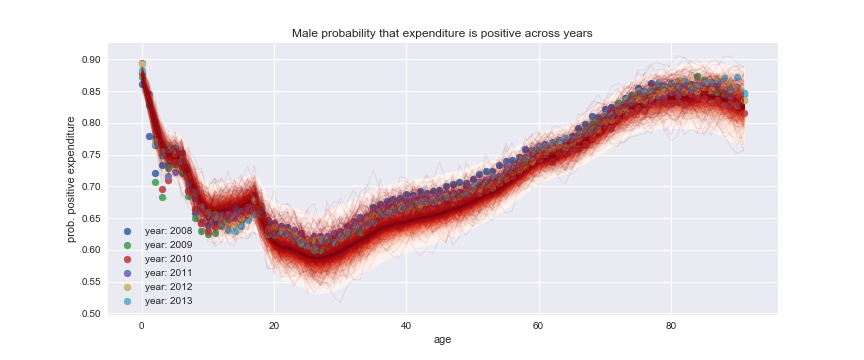 Male probability that expenditure is positive across years
0.90
0.85
0.80
0.75
0.70
0.65
0.60
0.55
0.50
prob. positive expenditure
year: 2008
year: 2009
year: 2010
year: 2011
year: 2012
year: 2013
0 20 40 60 80
age